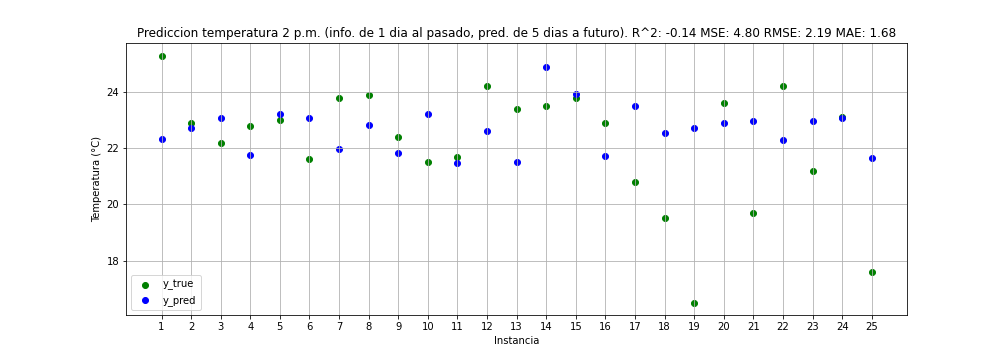 Prediccion temperatura 2 p.m. (info. de 1 dia al pasado, pred. de 5 dias a futuro). R^2: -0.14 MSE: 4.80 RMSE: 2.19 MAE: 1.68
24
22
20
18
Temperatura (°C)
y_true
y_pred
1 2 3 4 5 6 7 8 9 10 11 12 13 14 15 16 17 18 19 20 21 22 23 24 25
Instancia